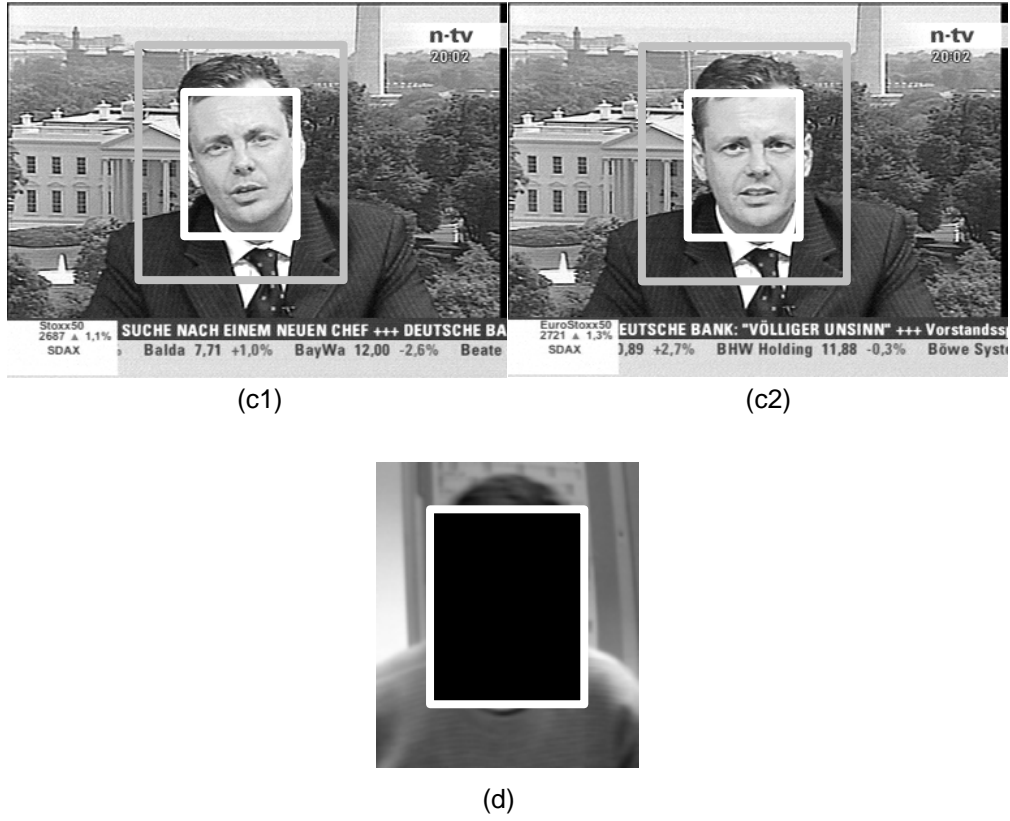 n-tv
20:02
Stoxx50
2687 ▲ 1,1%
SUCHE NACH EINEM NEUEN CHEF +++ DEUTSCHE BA
SDAX
Balda 7,71 +1,0% BayWa 12,00 -2,6% Beate
(c1)
n-tv
20:02
EuroStoxx50
2721 ▲ 1,3%
EUTSCHE BANK: "VÖLLIGER UNSINN" +++ Vorstandssp
SDAX
0,89 +2,7% BHW Holding 11,88 -0,3% Böwe Syste
(c2)
(d)